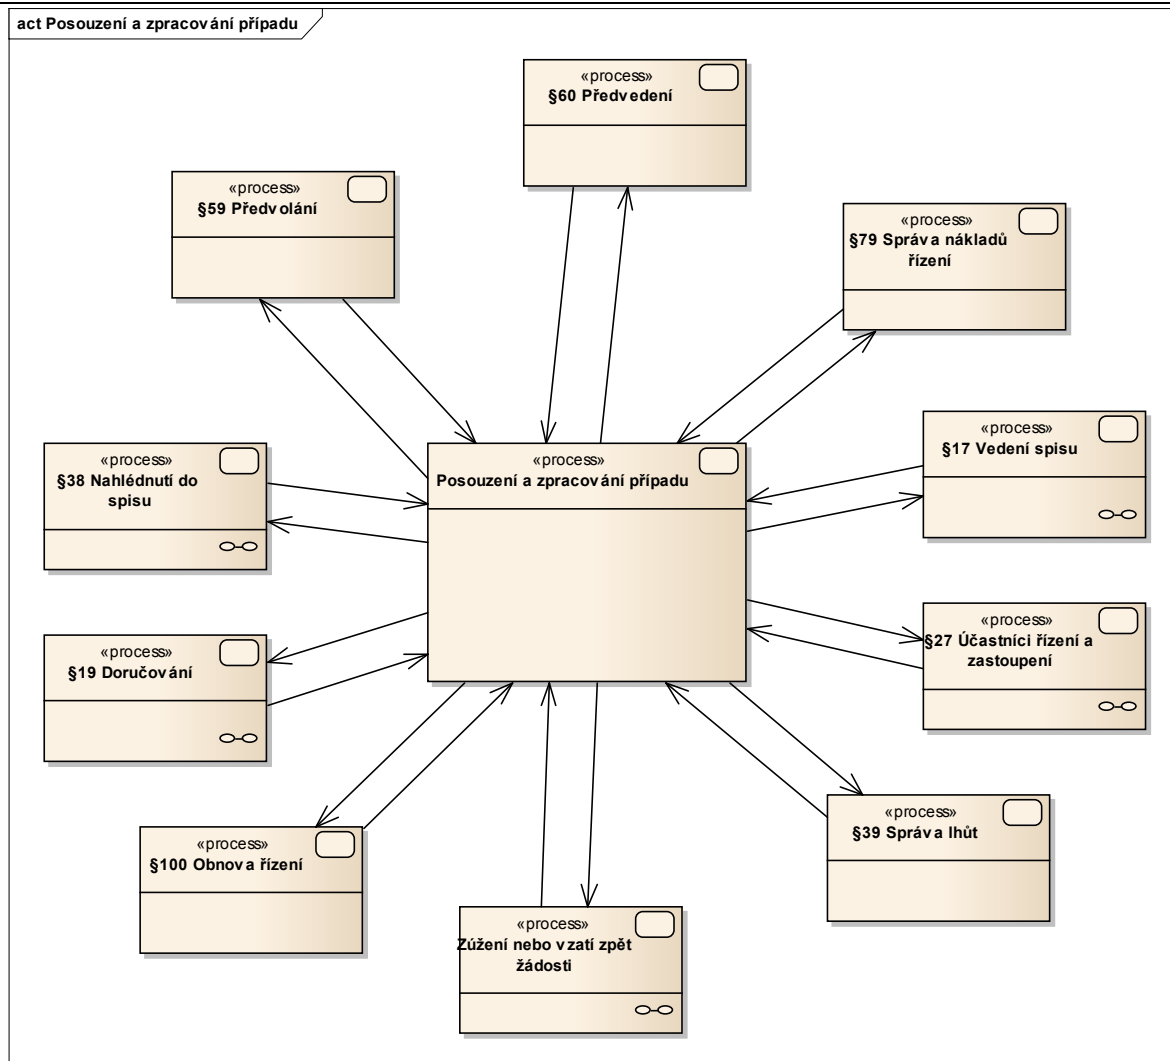 act Posouzení a zpracování případu
«process»
§60 Předvedení
«process»
§59 Předvolání
«process»
§79 Správa nákladů
řízení
«process»
§17 Vedení spisu
«process»
§38 Nahlédnutí do
spisu
«process»
Posouzení a zpracování případu
«process»
§27 Účastníci řízení a
zastoupení
«process»
§19 Doručování
«process»
§39 Správa lhůt
«process»
§100 Obnova řízení
«process»
Zúžení nebo vzatí zpět
žádosti